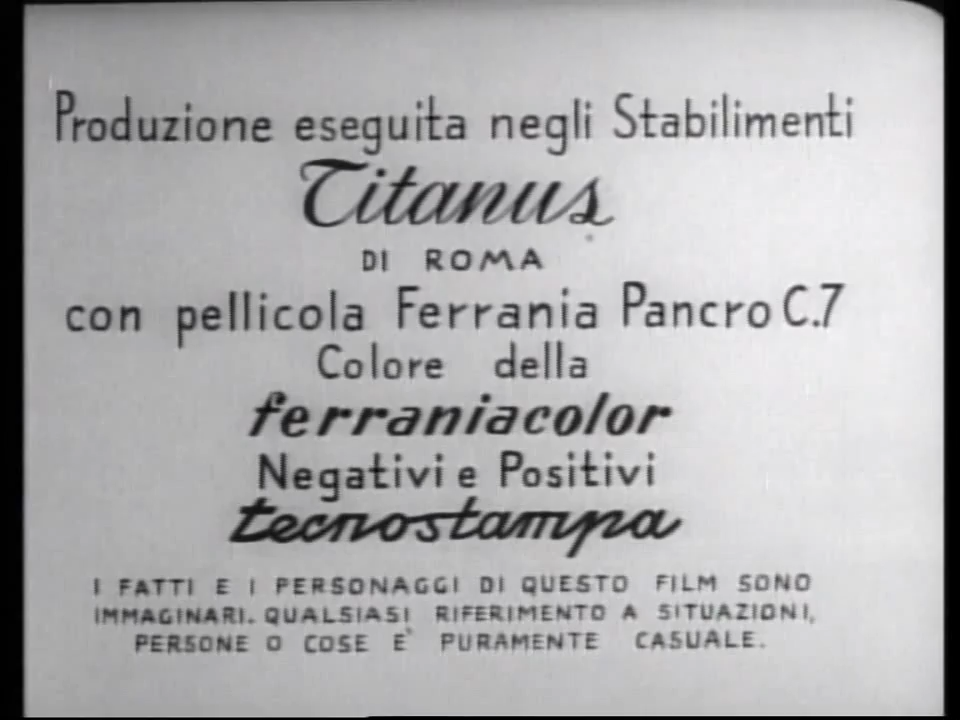 Produzione eseguita negli Stabilimenti
Titanus
DI ROMA
con pellicola Ferrania Pancro C.7
Colore della
ferraniacolor
Negativi e Positivi
tecnostampa
I FATTI E I PERSONAGGI DI QUESTO FILM SONO
IMMAGINARI. QUALSIASI RIFERIMENTO A SITUAZIONI,
PERSONE O COSE E' PURAMENTE CASUALE.